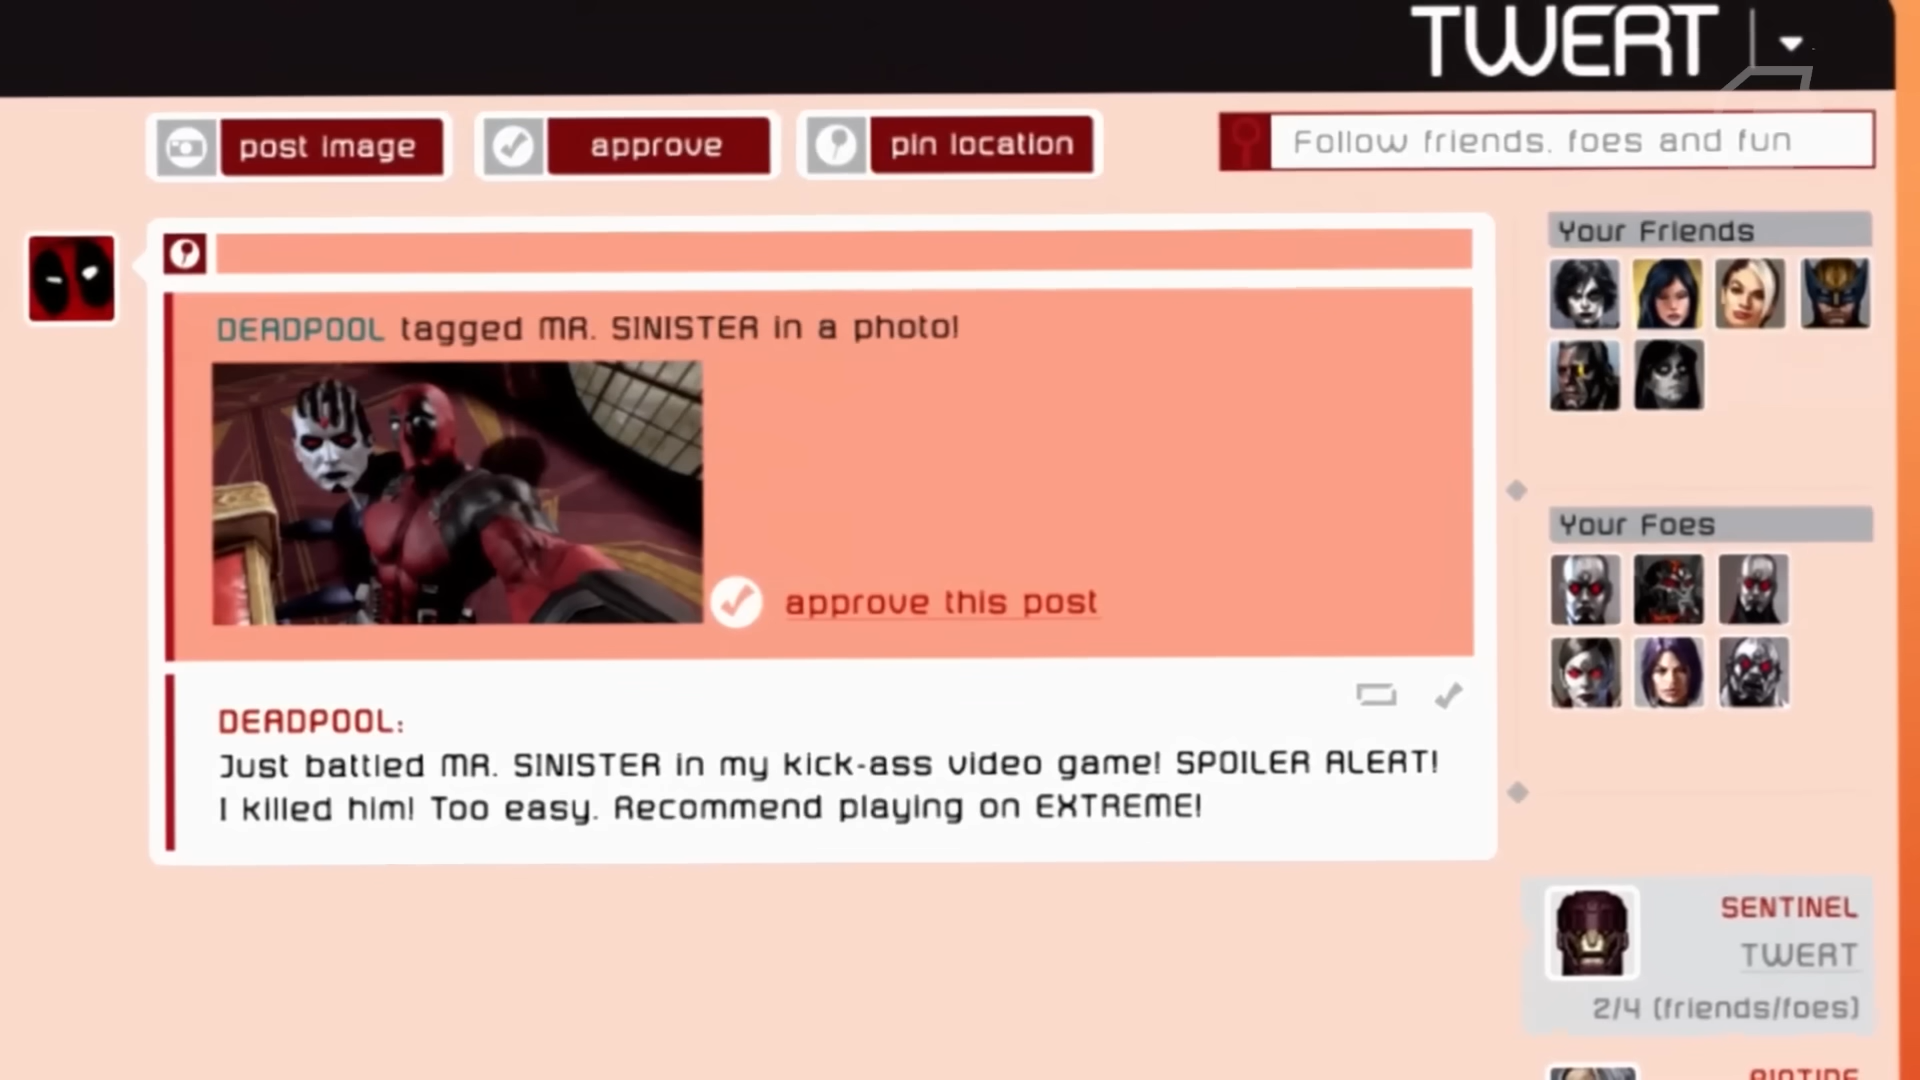 TWERT
post image
approve
pin location
Follow friends, foes and fun
Your Friends
DEADPOOL tagged MR. SINISTER in a photo!
approve this post
Your Foes
DEADPOOL:
Just battled MR. SINISTER in my kick-ass video game! SPOILER ALERT!
I killed him! Too easy. Recommend playing on EXTREME!
SENTINEL
TWERT
2/4 (friends/foes)
RIPTIDE